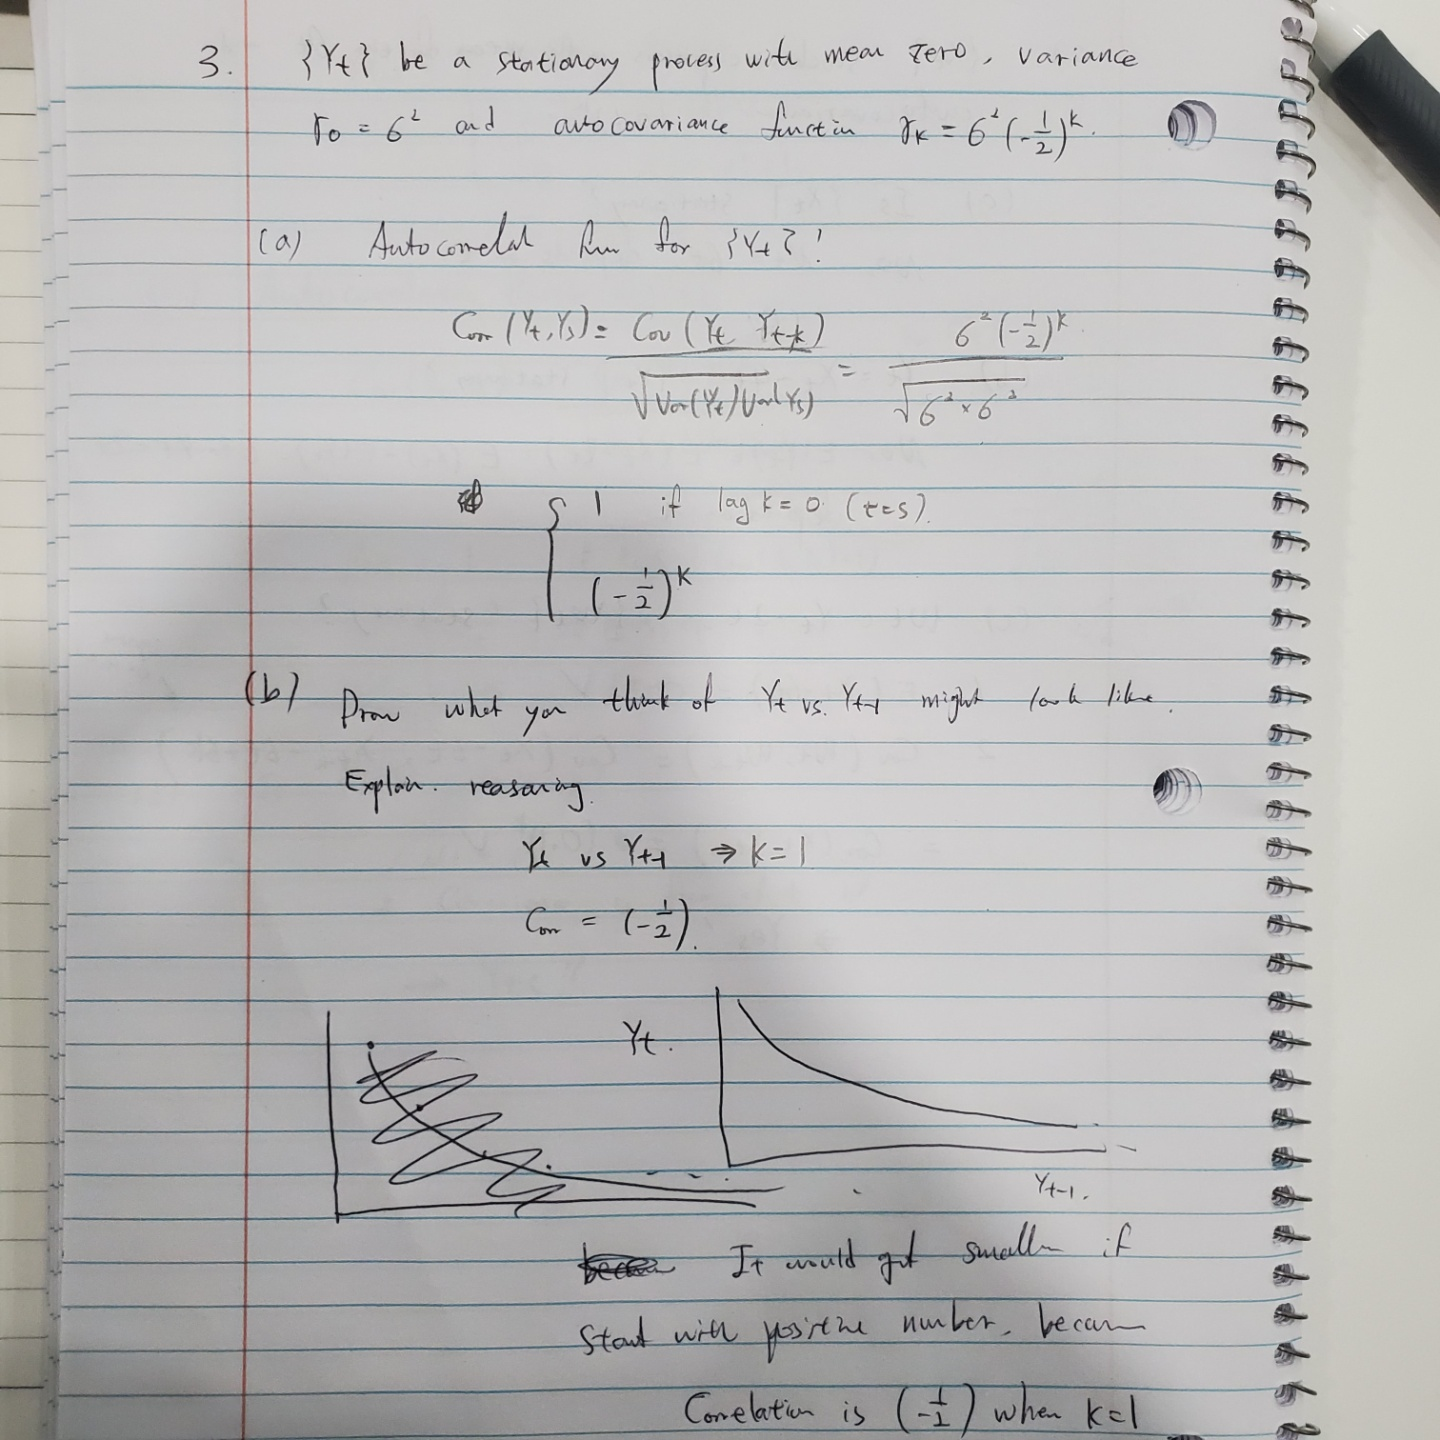 3. {Yt} be a stationary process with mean zero, variance
γ0 = 6² and autocovariance functin γk = 6²(-1/2)^k.
(a) Autocorrelat fun for {Yt}!
Corr (Yt, Ys) = Cov (Yt Yt-k) / √Var(Yt)Var(Ys) = 6²(-1/2)^k / √6² × 6²
{ 1 if lag k = 0 (t=s).
(-1/2)^k
(b) Draw what you think of Yt vs. Yt-1 might look like.
Explain. reasoning.
Yt vs Yt-1 ⇒ k = 1
Corr = (-1/2).
Yt.
Yt-1.
It would get smaller if
Start with positive number, because
Correlation is (-1/2) when k=1